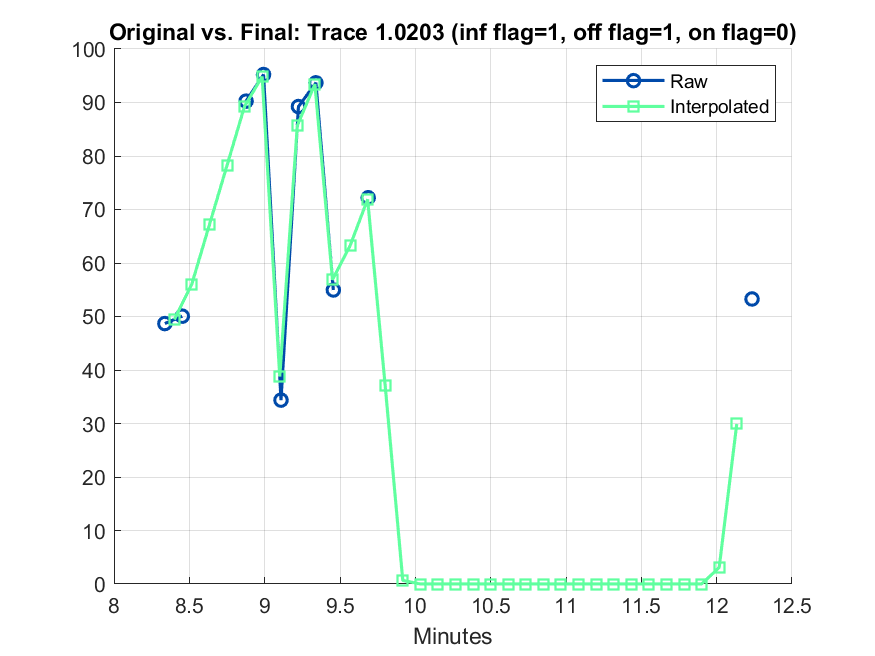 Original vs. Final: Trace 1.0203 (inf flag=1, off flag=1, on flag=0)
100
90
80
70
60
50
40
30
20
10
0
Raw
Interpolated
8 8.5 9 9.5 10 10.5 11 11.5 12 12.5
Minutes